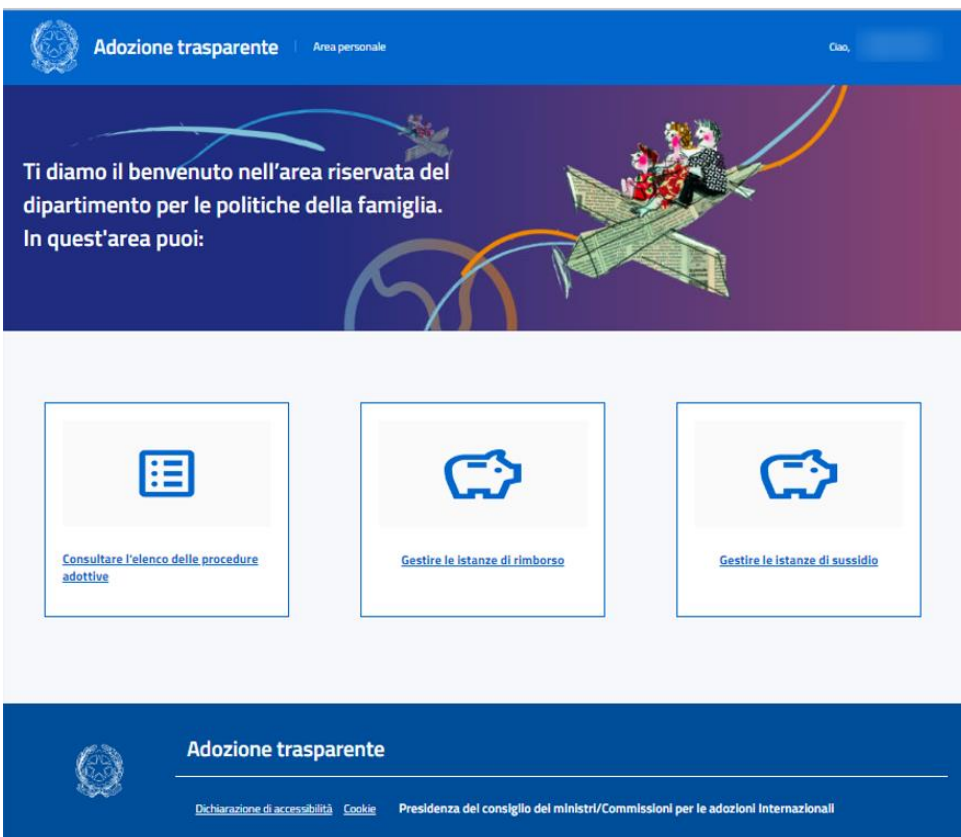 Adozione trasparente
Area personale
Ciao,
Ti diamo il benvenuto nell'area riservata del
dipartimento per le politiche della famiglia.
In quest'area puoi:
Consultare l'elenco delle procedure
adottive
Gestire le istanze di rimborso
Gestire le istanze di sussidio
Adozione trasparente
Dichiarazione di accessibilità
Cookie
Presidenza del consiglio dei ministri/Commissioni per le adozioni Internazionali